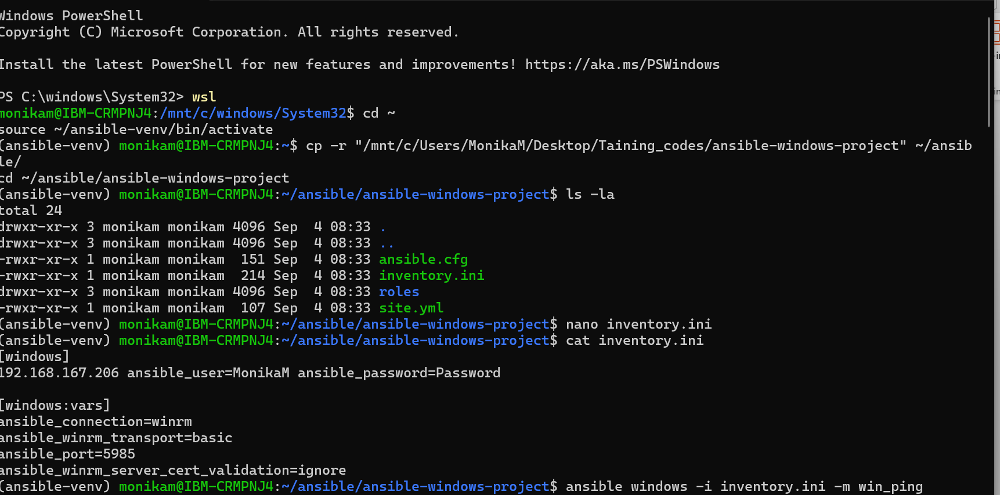 Windows PowerShell
Copyright (C) Microsoft Corporation. All rights reserved.
Install the latest PowerShell for new features and improvements! https://aka.ms/PSWindows
PS C:\windows\System32> wsl
monikam@IBM-CRMPNJ4:/mnt/c/windows/System32$ cd ~
source ~/ansible-venv/bin/activate
(ansible-venv) monikam@IBM-CRMPNJ4:~$ cp -r "/mnt/c/Users/MonikaM/Desktop/Taining_codes/ansible-windows-project" ~/ansib
le/
cd ~/ansible/ansible-windows-project
(ansible-venv) monikam@IBM-CRMPNJ4:~/ansible/ansible-windows-project$ ls -la
total 24
drwxr-xr-x 3 monikam monikam 4096 Sep  4 08:33 .
drwxr-xr-x 3 monikam monikam 4096 Sep  4 08:33 ..
-rwxr-xr-x 1 monikam monikam  151 Sep  4 08:33 ansible.cfg
-rwxr-xr-x 1 monikam monikam  214 Sep  4 08:33 inventory.ini
drwxr-xr-x 3 monikam monikam 4096 Sep  4 08:33 roles
-rwxr-xr-x 1 monikam monikam  107 Sep  4 08:33 site.yml
(ansible-venv) monikam@IBM-CRMPNJ4:~/ansible/ansible-windows-project$ nano inventory.ini
(ansible-venv) monikam@IBM-CRMPNJ4:~/ansible/ansible-windows-project$ cat inventory.ini
[windows]
192.168.167.206 ansible_user=MonikaM ansible_password=Password
[windows:vars]
ansible_connection=winrm
ansible_winrm_transport=basic
ansible_port=5985
ansible_winrm_server_cert_validation=ignore
(ansible-venv) monikam@IBM-CRMPNJ4:~/ansible/ansible-windows-project$ ansible windows -i inventory.ini -m win_ping